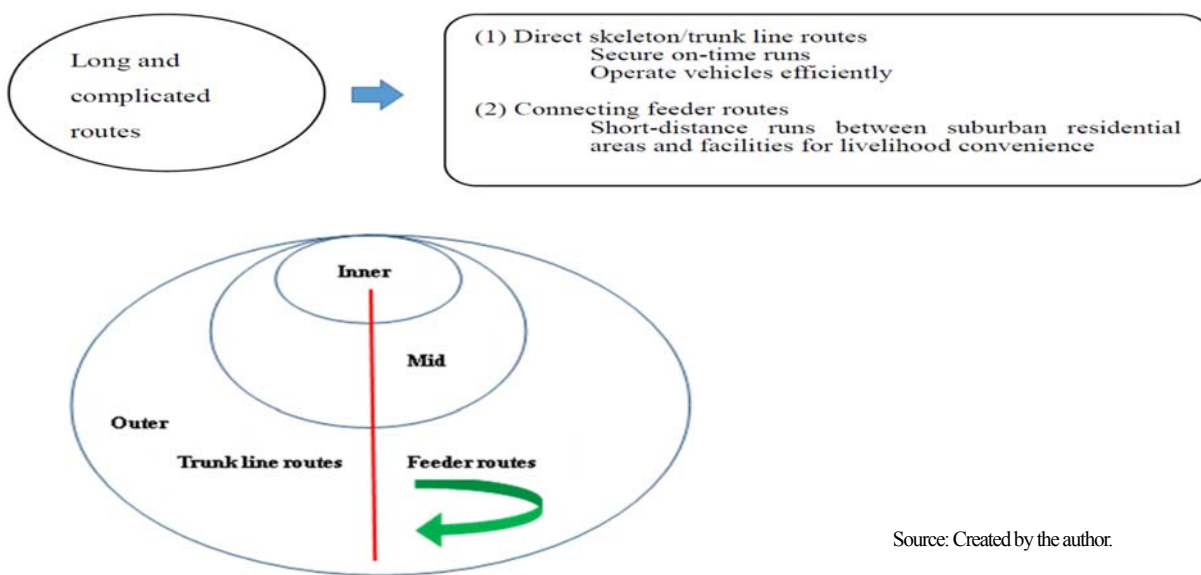 Long and
complicated
routes
(1) Direct skeleton/trunk line routes
Secure on-time runs
Operate vehicles efficiently
(2) Connecting feeder routes
Short-distance runs between suburban residential
areas and facilities for livelihood convenience
Inner
Mid
Outer
Trunk line routes
Feeder routes
Source: Created by the author.